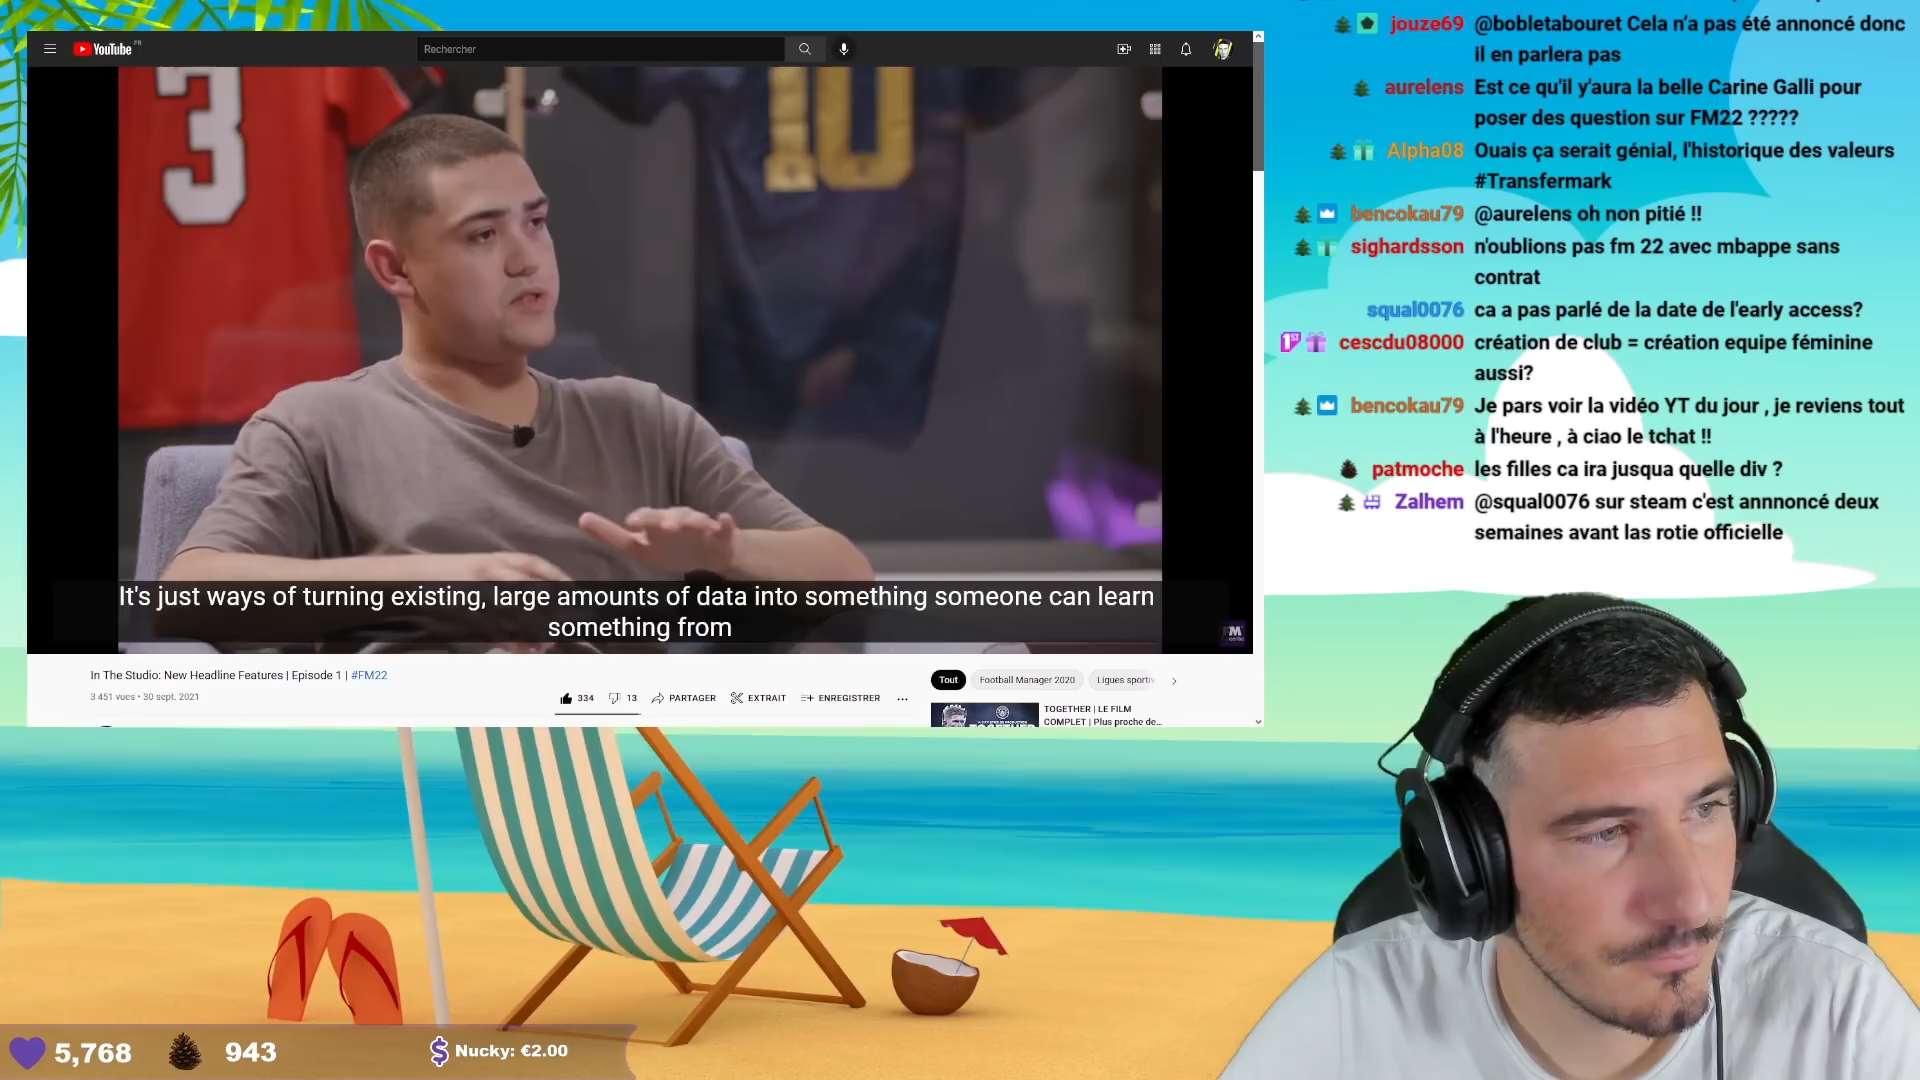 YouTube FR
Rechercher
3
10
It's just ways of turning existing, large amounts of data into something someone can learn
something from
FM
In The Studio: New Headline Features | Episode 1 | #FM22
3 451 vues • 30 sept. 2021
334
13
PARTAGER
EXTRAIT
ENREGISTRER
Tout
Football Manager 2020
Ligues sporti
TOGETHER | LE FILM
COMPLET | Plus proche de...
TOGETHER
jouze69 @bobletabouret Cela n'a pas été annoncé donc
il en parlera pas
aurelens Est ce qu'il y'aura la belle Carine Galli pour
poser des question sur FM22 ?????
Alpha08 Ouais ça serait génial, l'historique des valeurs
#Transfermark
bencokau79 @aurelens oh non pitié !!
sighardsson n'oublions pas fm 22 avec mbappe sans
contrat
squal0076 ca a pas parlé de la date de l'early access?
1ST cescdu08000 création de club = création equipe féminine
aussi?
bencokau79 Je pars voir la vidéo YT du jour , je reviens tout
à l'heure , à ciao le tchat !!
patmoche les filles ca ira jusqua quelle div ?
Zalhem @squal0076 sur steam c'est annnoncé deux
semaines avant las rotie officielle
5,768
943
$ Nucky: €2.00